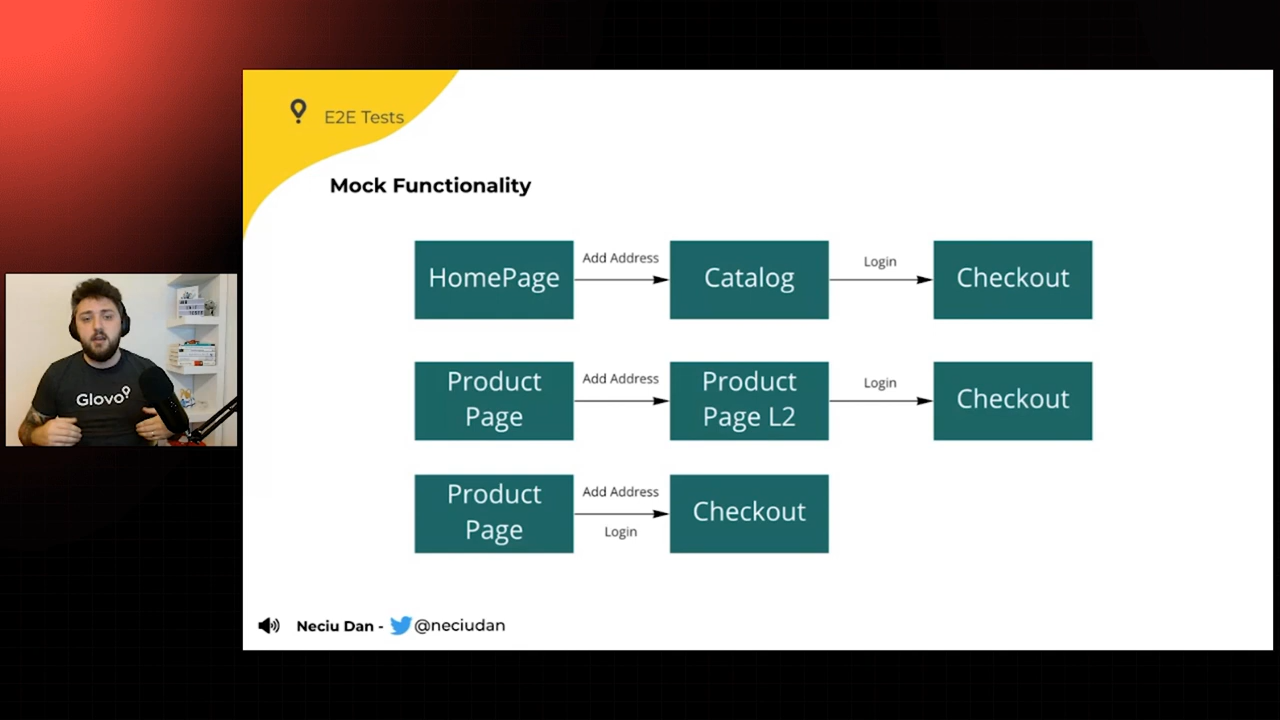 E2E Tests
Mock Functionality
HomePage
Add Address
Catalog
Login
Checkout
Product
Page
Add Address
Product
Page L2
Login
Checkout
Product
Page
Add Address
Login
Checkout
Glovo
Neciu Dan - @neciudan